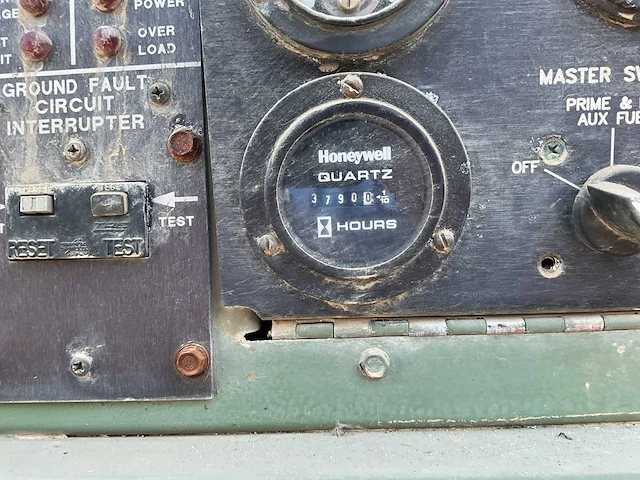 POWER
OVER
LOAD
GROUND FAULT
CIRCUIT
INTERRUPTER
TEST
RESET TEST
Honeywell
QUARTZ
37900 1/10
HOURS
MASTER SW
PRIME &
AUX FUE
OFF